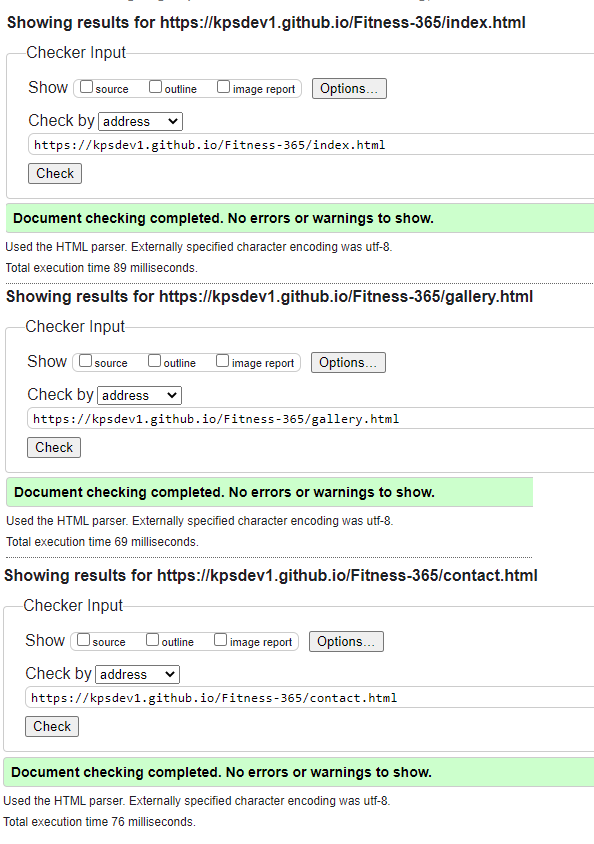 Showing results for https://kpsdev1.github.io/Fitness-365/index.html
Checker Input
Show source outline image report Options...
Check by address
https://kpsdev1.github.io/Fitness-365/index.html
Check
Document checking completed. No errors or warnings to show.
Used the HTML parser. Externally specified character encoding was utf-8.
Total execution time 89 milliseconds.
Showing results for https://kpsdev1.github.io/Fitness-365/gallery.html
Checker Input
Show source outline image report Options...
Check by address
https://kpsdev1.github.io/Fitness-365/gallery.html
Check
Document checking completed. No errors or warnings to show.
Used the HTML parser. Externally specified character encoding was utf-8.
Total execution time 69 milliseconds.
Showing results for https://kpsdev1.github.io/Fitness-365/contact.html
Checker Input
Show source outline image report Options...
Check by address
https://kpsdev1.github.io/Fitness-365/contact.html
Check
Document checking completed. No errors or warnings to show.
Used the HTML parser. Externally specified character encoding was utf-8.
Total execution time 76 milliseconds.